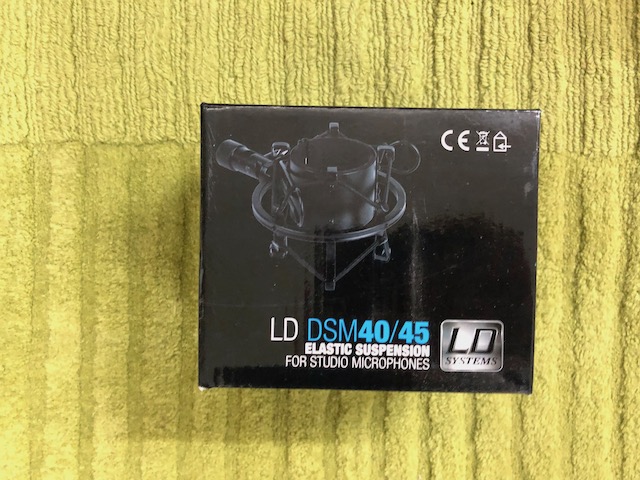 CE
LD DSM40/45
ELASTIC SUSPENSION
FOR STUDIO MICROPHONES
LD
SYSTEMS